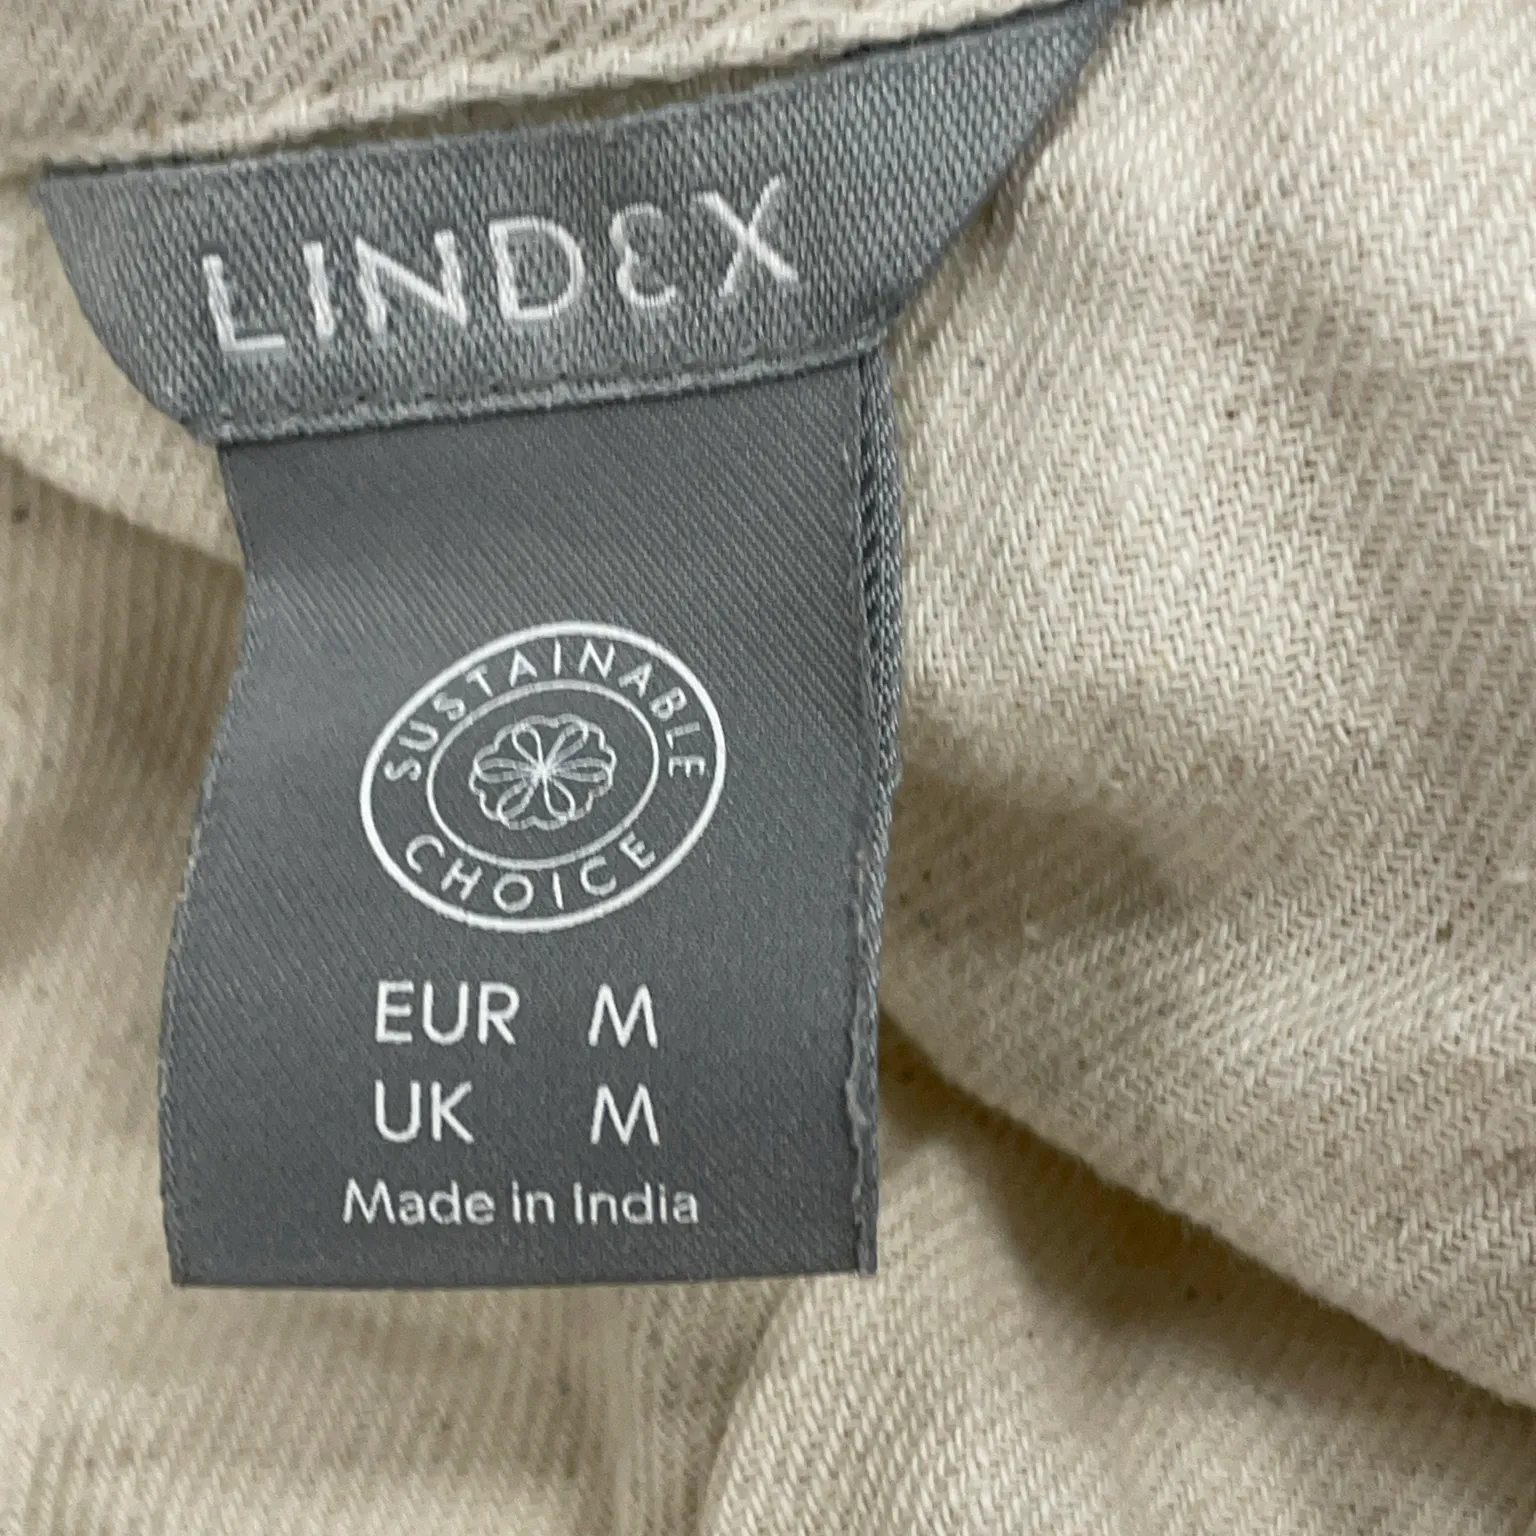 LINDEX
SUSTAINABLE
CHOICE
EUR M
UK M
Made in India